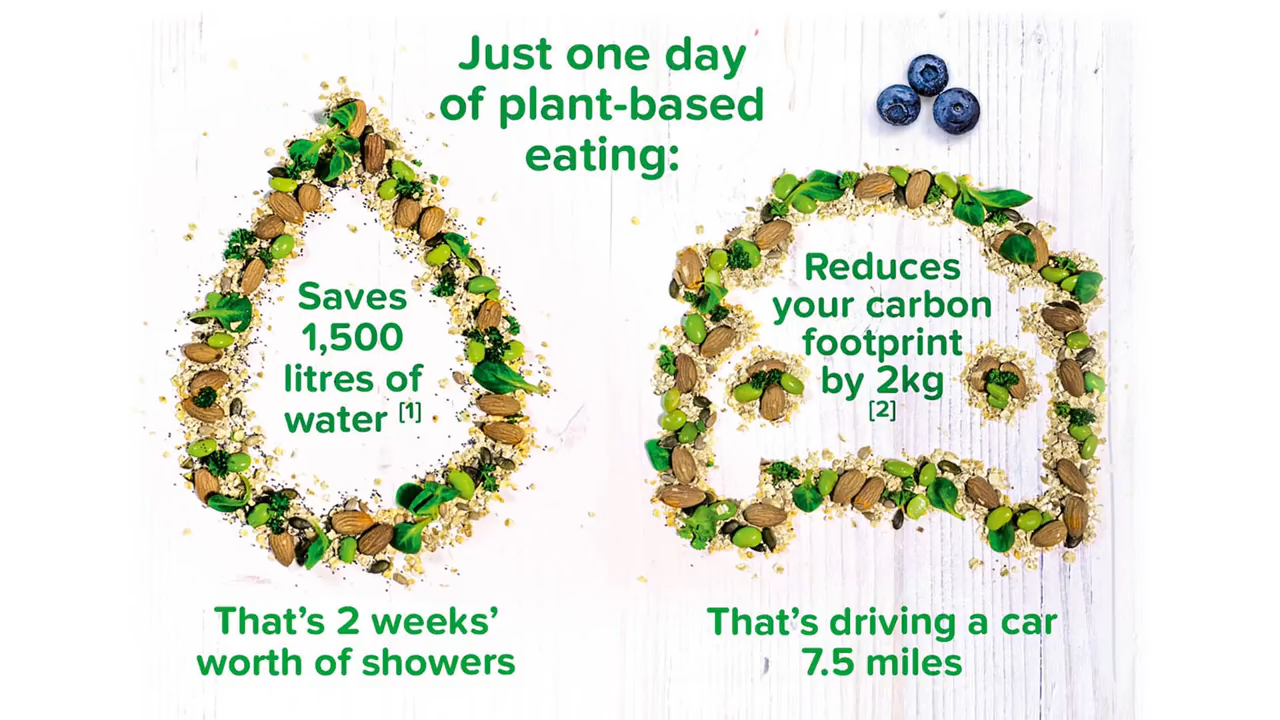 Just one day
of plant-based
eating:
Saves
1,500
litres of
water [1]
That's 2 weeks'
worth of showers
Reduces
your carbon
footprint
by 2kg
[2]
That's driving a car
7.5 miles